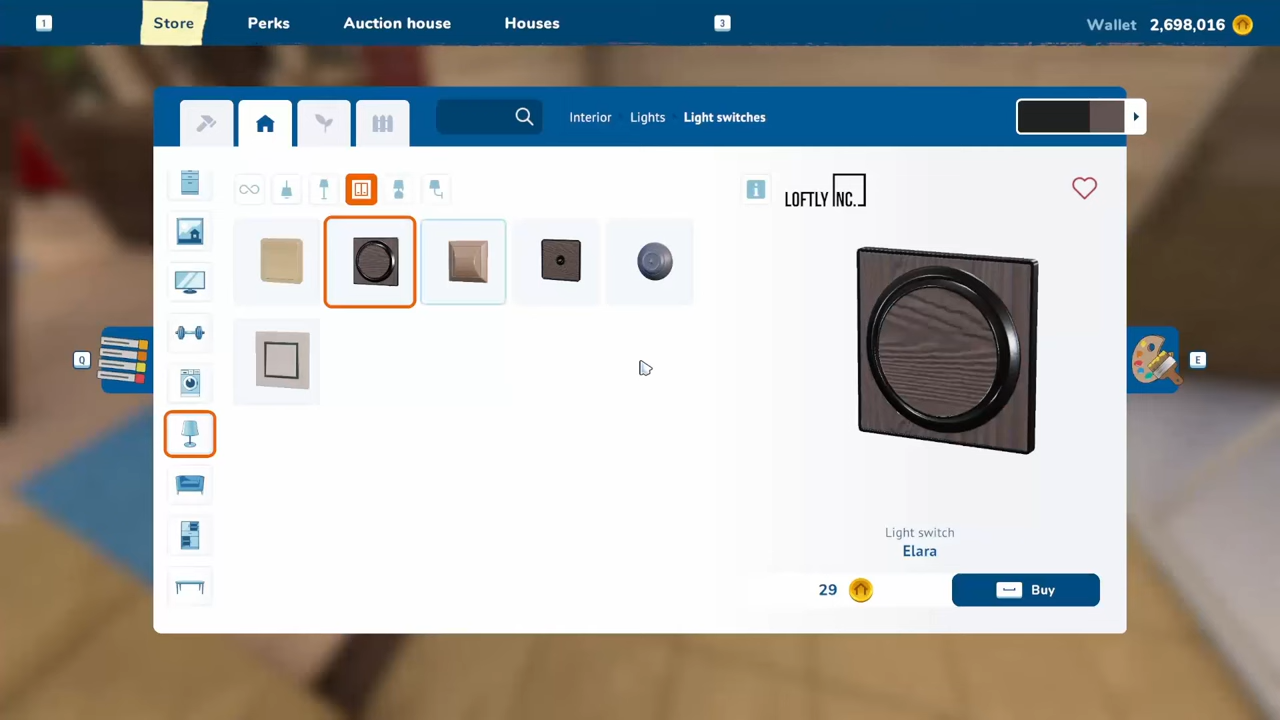 1
Store
Perks
Auction house
Houses
3
Wallet 2,698,016
Interior Lights Light switches
LOFTLY INC.
Q
E
Light switch
Elara
29
Buy